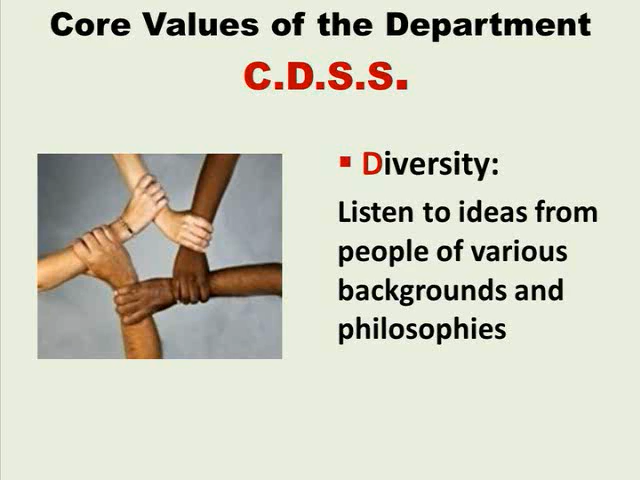 Core Values of the Department
C.D.S.S.
▪ Diversity:
Listen to ideas from
people of various
backgrounds and
philosophies